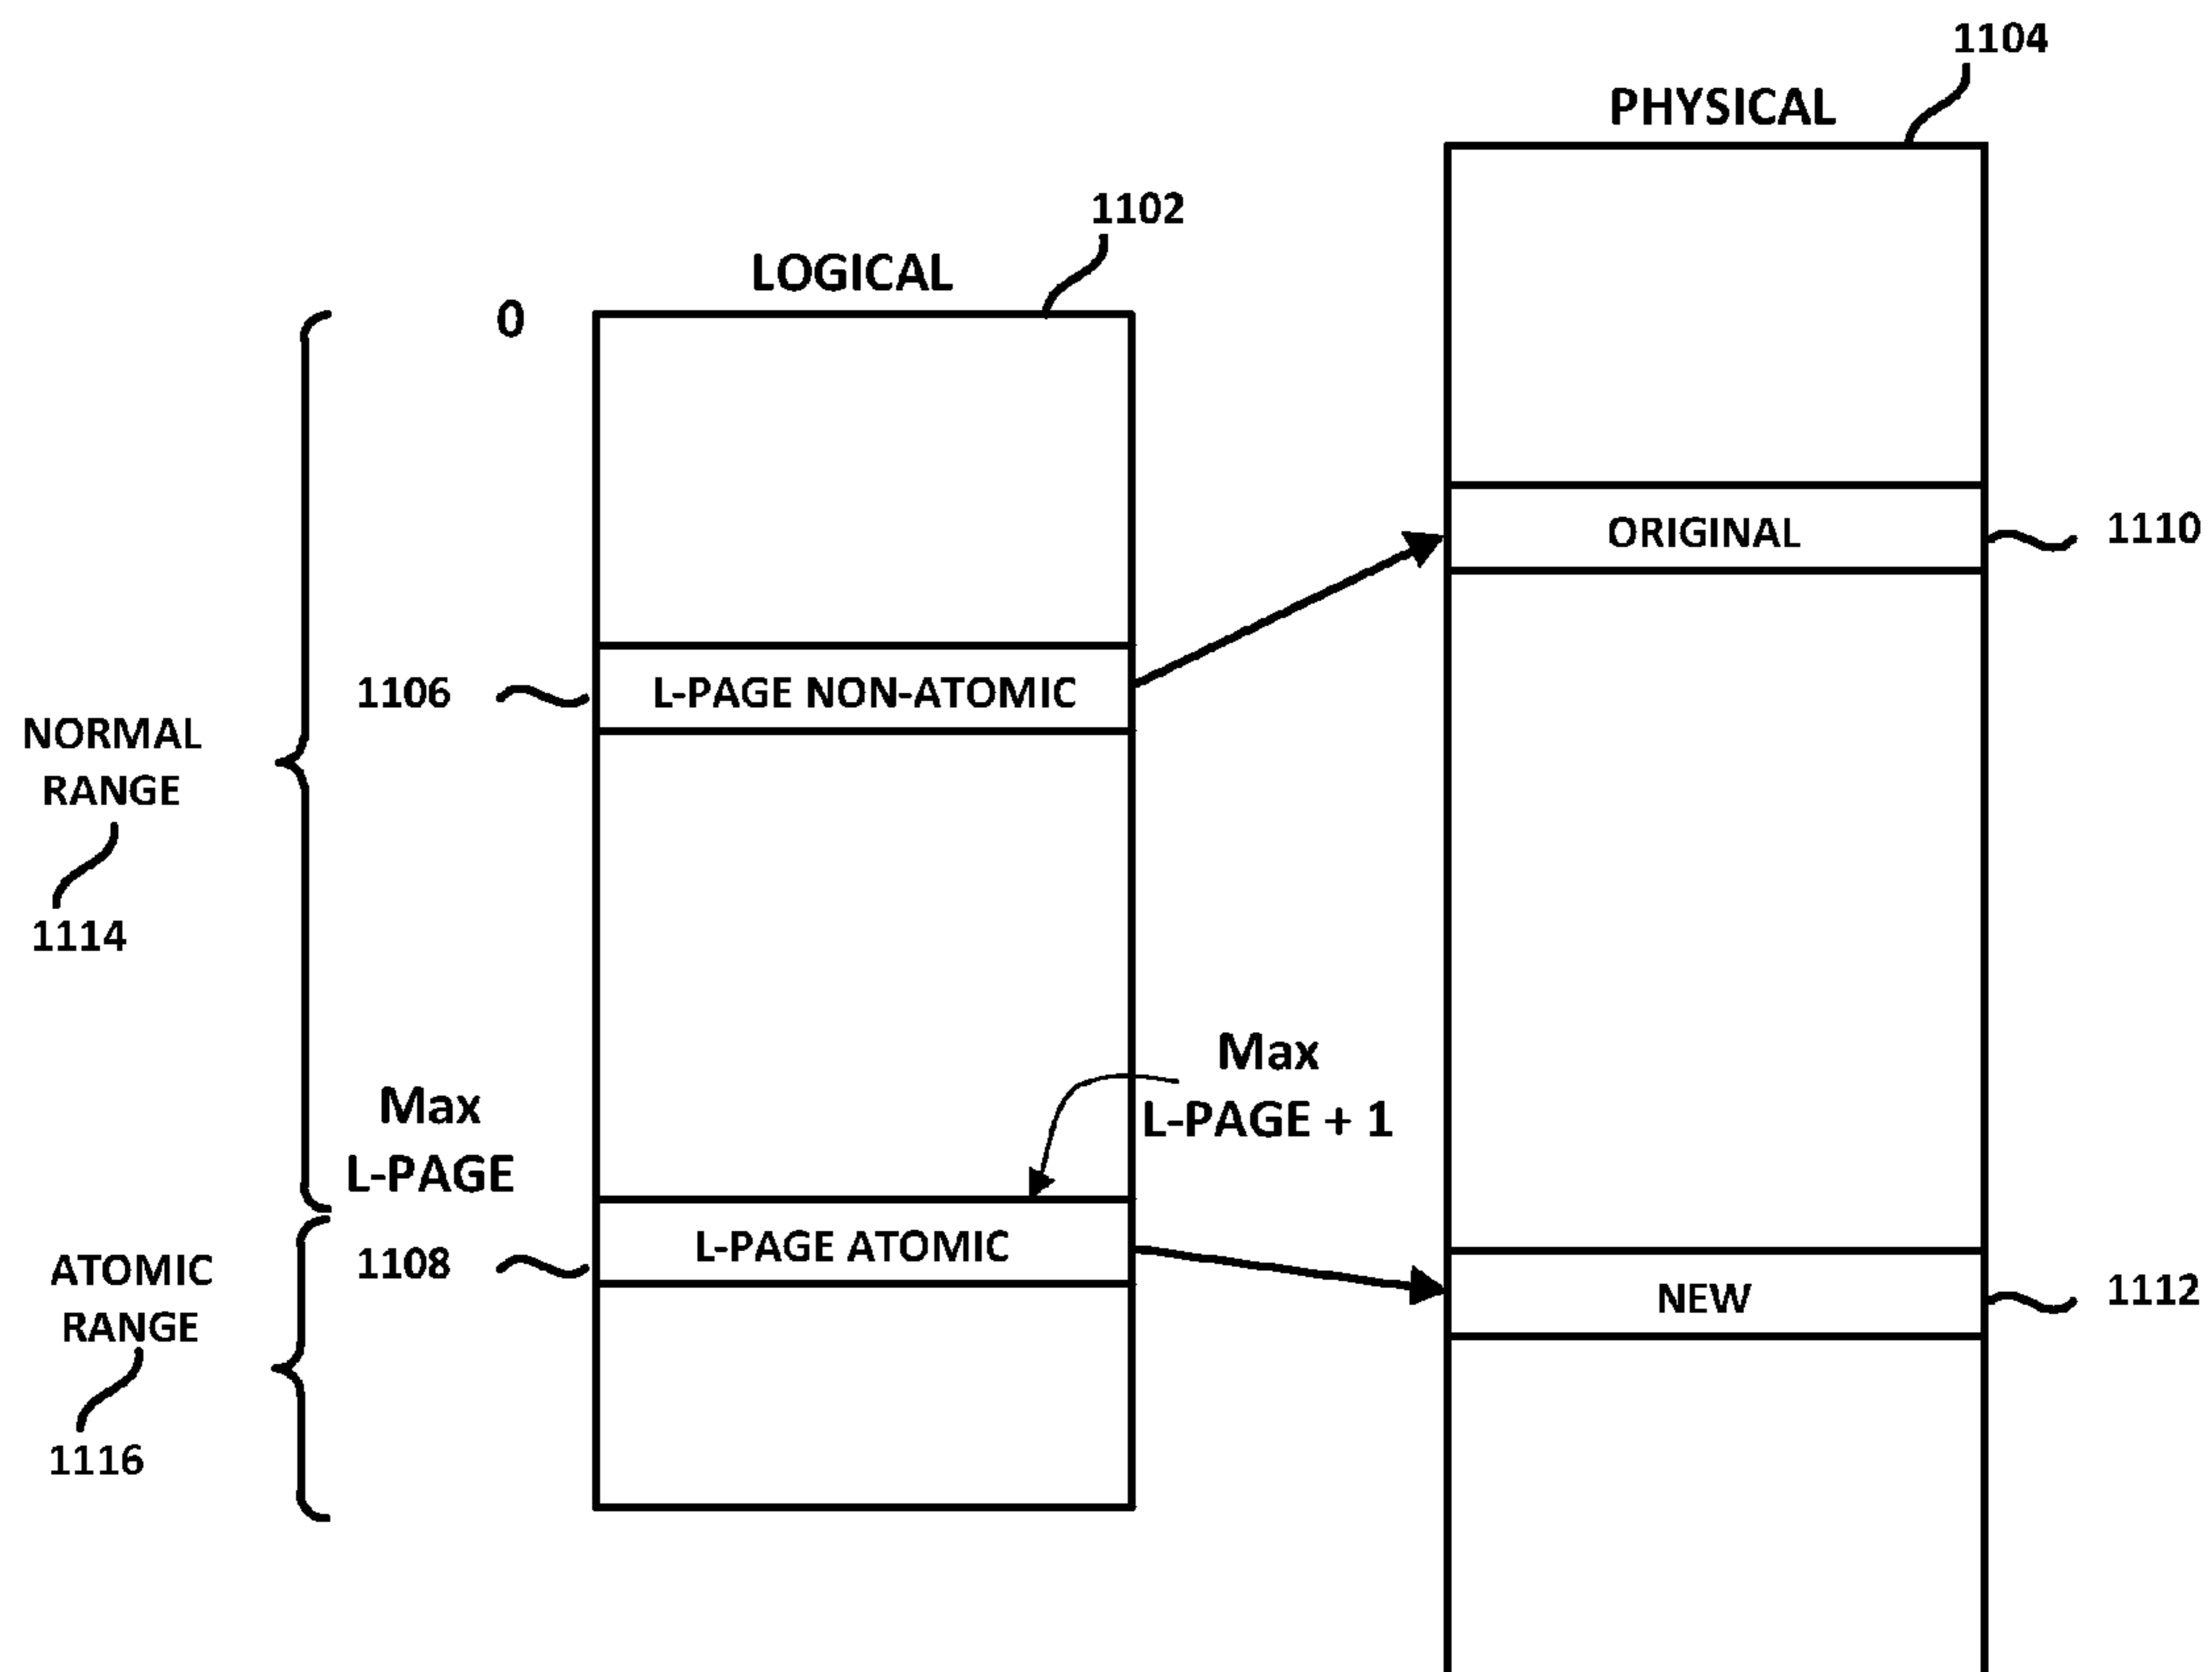 1104
PHYSICAL
1102
LOGICAL
0
ORIGINAL
1110
1106
L-PAGE NON-ATOMIC
NORMAL
RANGE
1114
Max
L-PAGE + 1
Max
L-PAGE
L-PAGE ATOMIC
1108
ATOMIC
RANGE
NEW
1112
1116